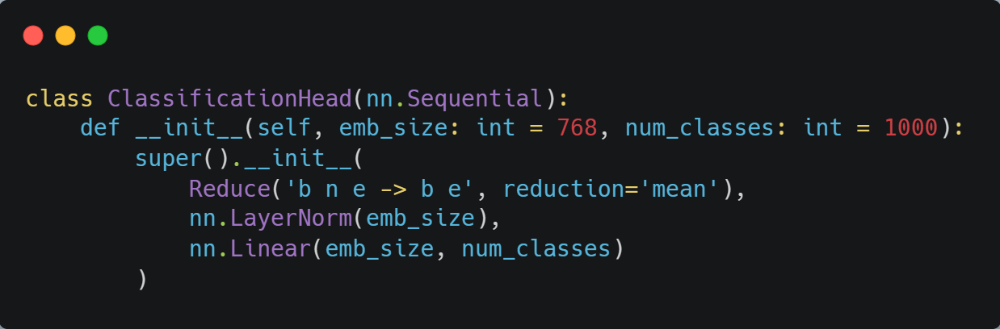 class ClassificationHead(nn.Sequential):
    def __init__(self, emb_size: int = 768, num_classes: int = 1000):
        super().__init__(
            Reduce('b n e -> b e', reduction='mean'),
            nn.LayerNorm(emb_size),
            nn.Linear(emb_size, num_classes)
        )